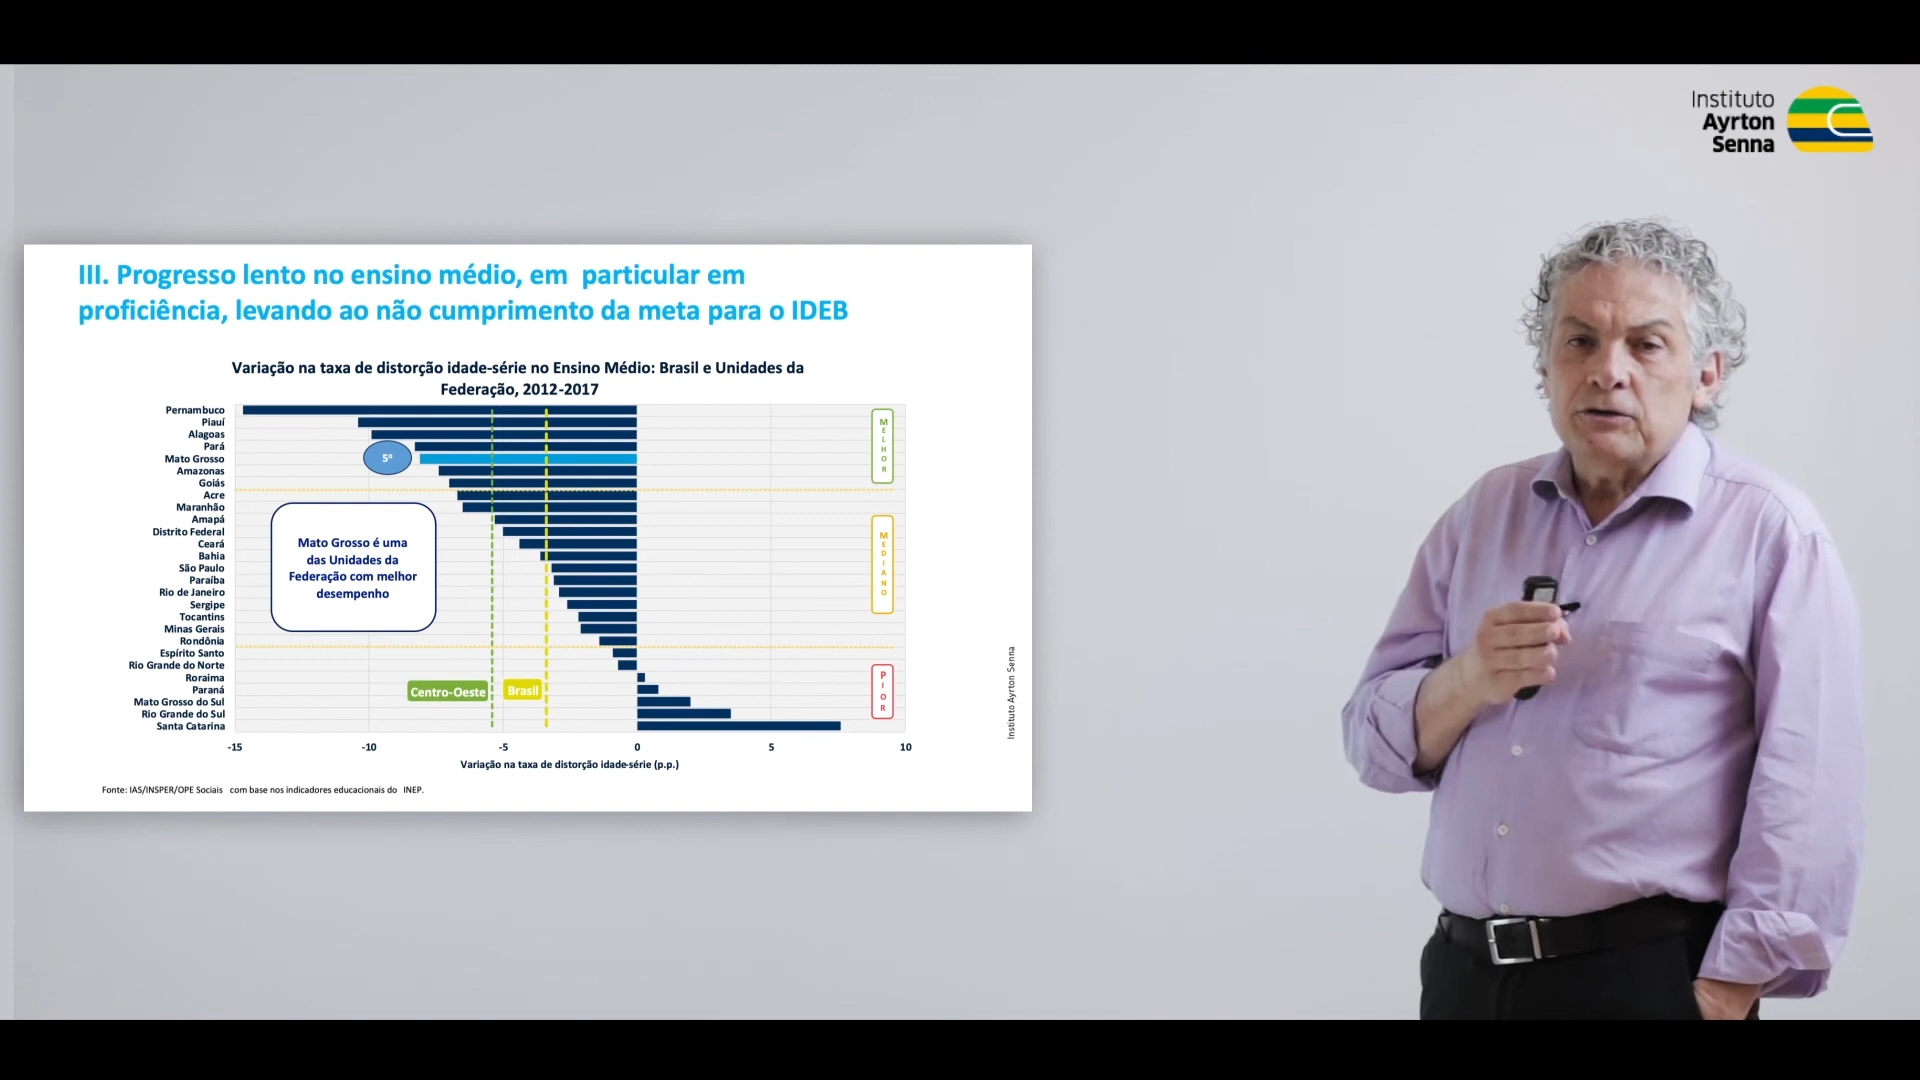 Instituto
Ayrton
Senna
III. Progresso lento no ensino médio, em particular em
proficiência, levando ao não cumprimento da meta para o IDEB
Variação na taxa de distorção idade-série no Ensino Médio: Brasil e Unidades da
Federação, 2012-2017
Pernambuco
Piauí
Alagoas
Pará
Mato Grosso
Amazonas
Goiás
Acre
Maranhão
Amapá
Distrito Federal
Ceará
Bahia
São Paulo
Paraíba
Rio de Janeiro
Sergipe
Tocantins
Minas Gerais
Rondônia
Espírito Santo
Rio Grande do Norte
Roraima
Paraná
Mato Grosso do Sul
Rio Grande do Sul
Santa Catarina
5º
Mato Grosso é uma
das Unidades da
Federação com melhor
desempenho
Centro-Oeste
Brasil
MELHOR
MEDIANO
PIOR
-15 -10 -5 0 5 10
Variação na taxa de distorção idade-série (p.p.)
Fonte: IAS/INSPER/OPE Sociais com base nos indicadores educacionais do INEP.
Instituto Ayrton Senna